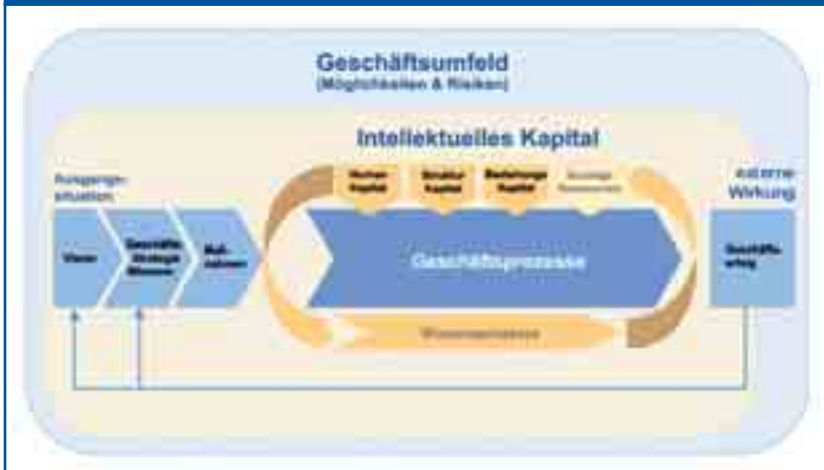 Geschäftsumfeld
(Möglichkeiten & Risiken)
Intellektuelles Kapital
Ausgangs-
situation
externe
Wirkung
Human
Kapital
Struktur
Kapital
Beziehungs
Kapital
Vision
Geschäfts
Strategie
Maß-
nahmen
Geschäftsprozesse
Geschäfts
erfolg
Wissensprozesse